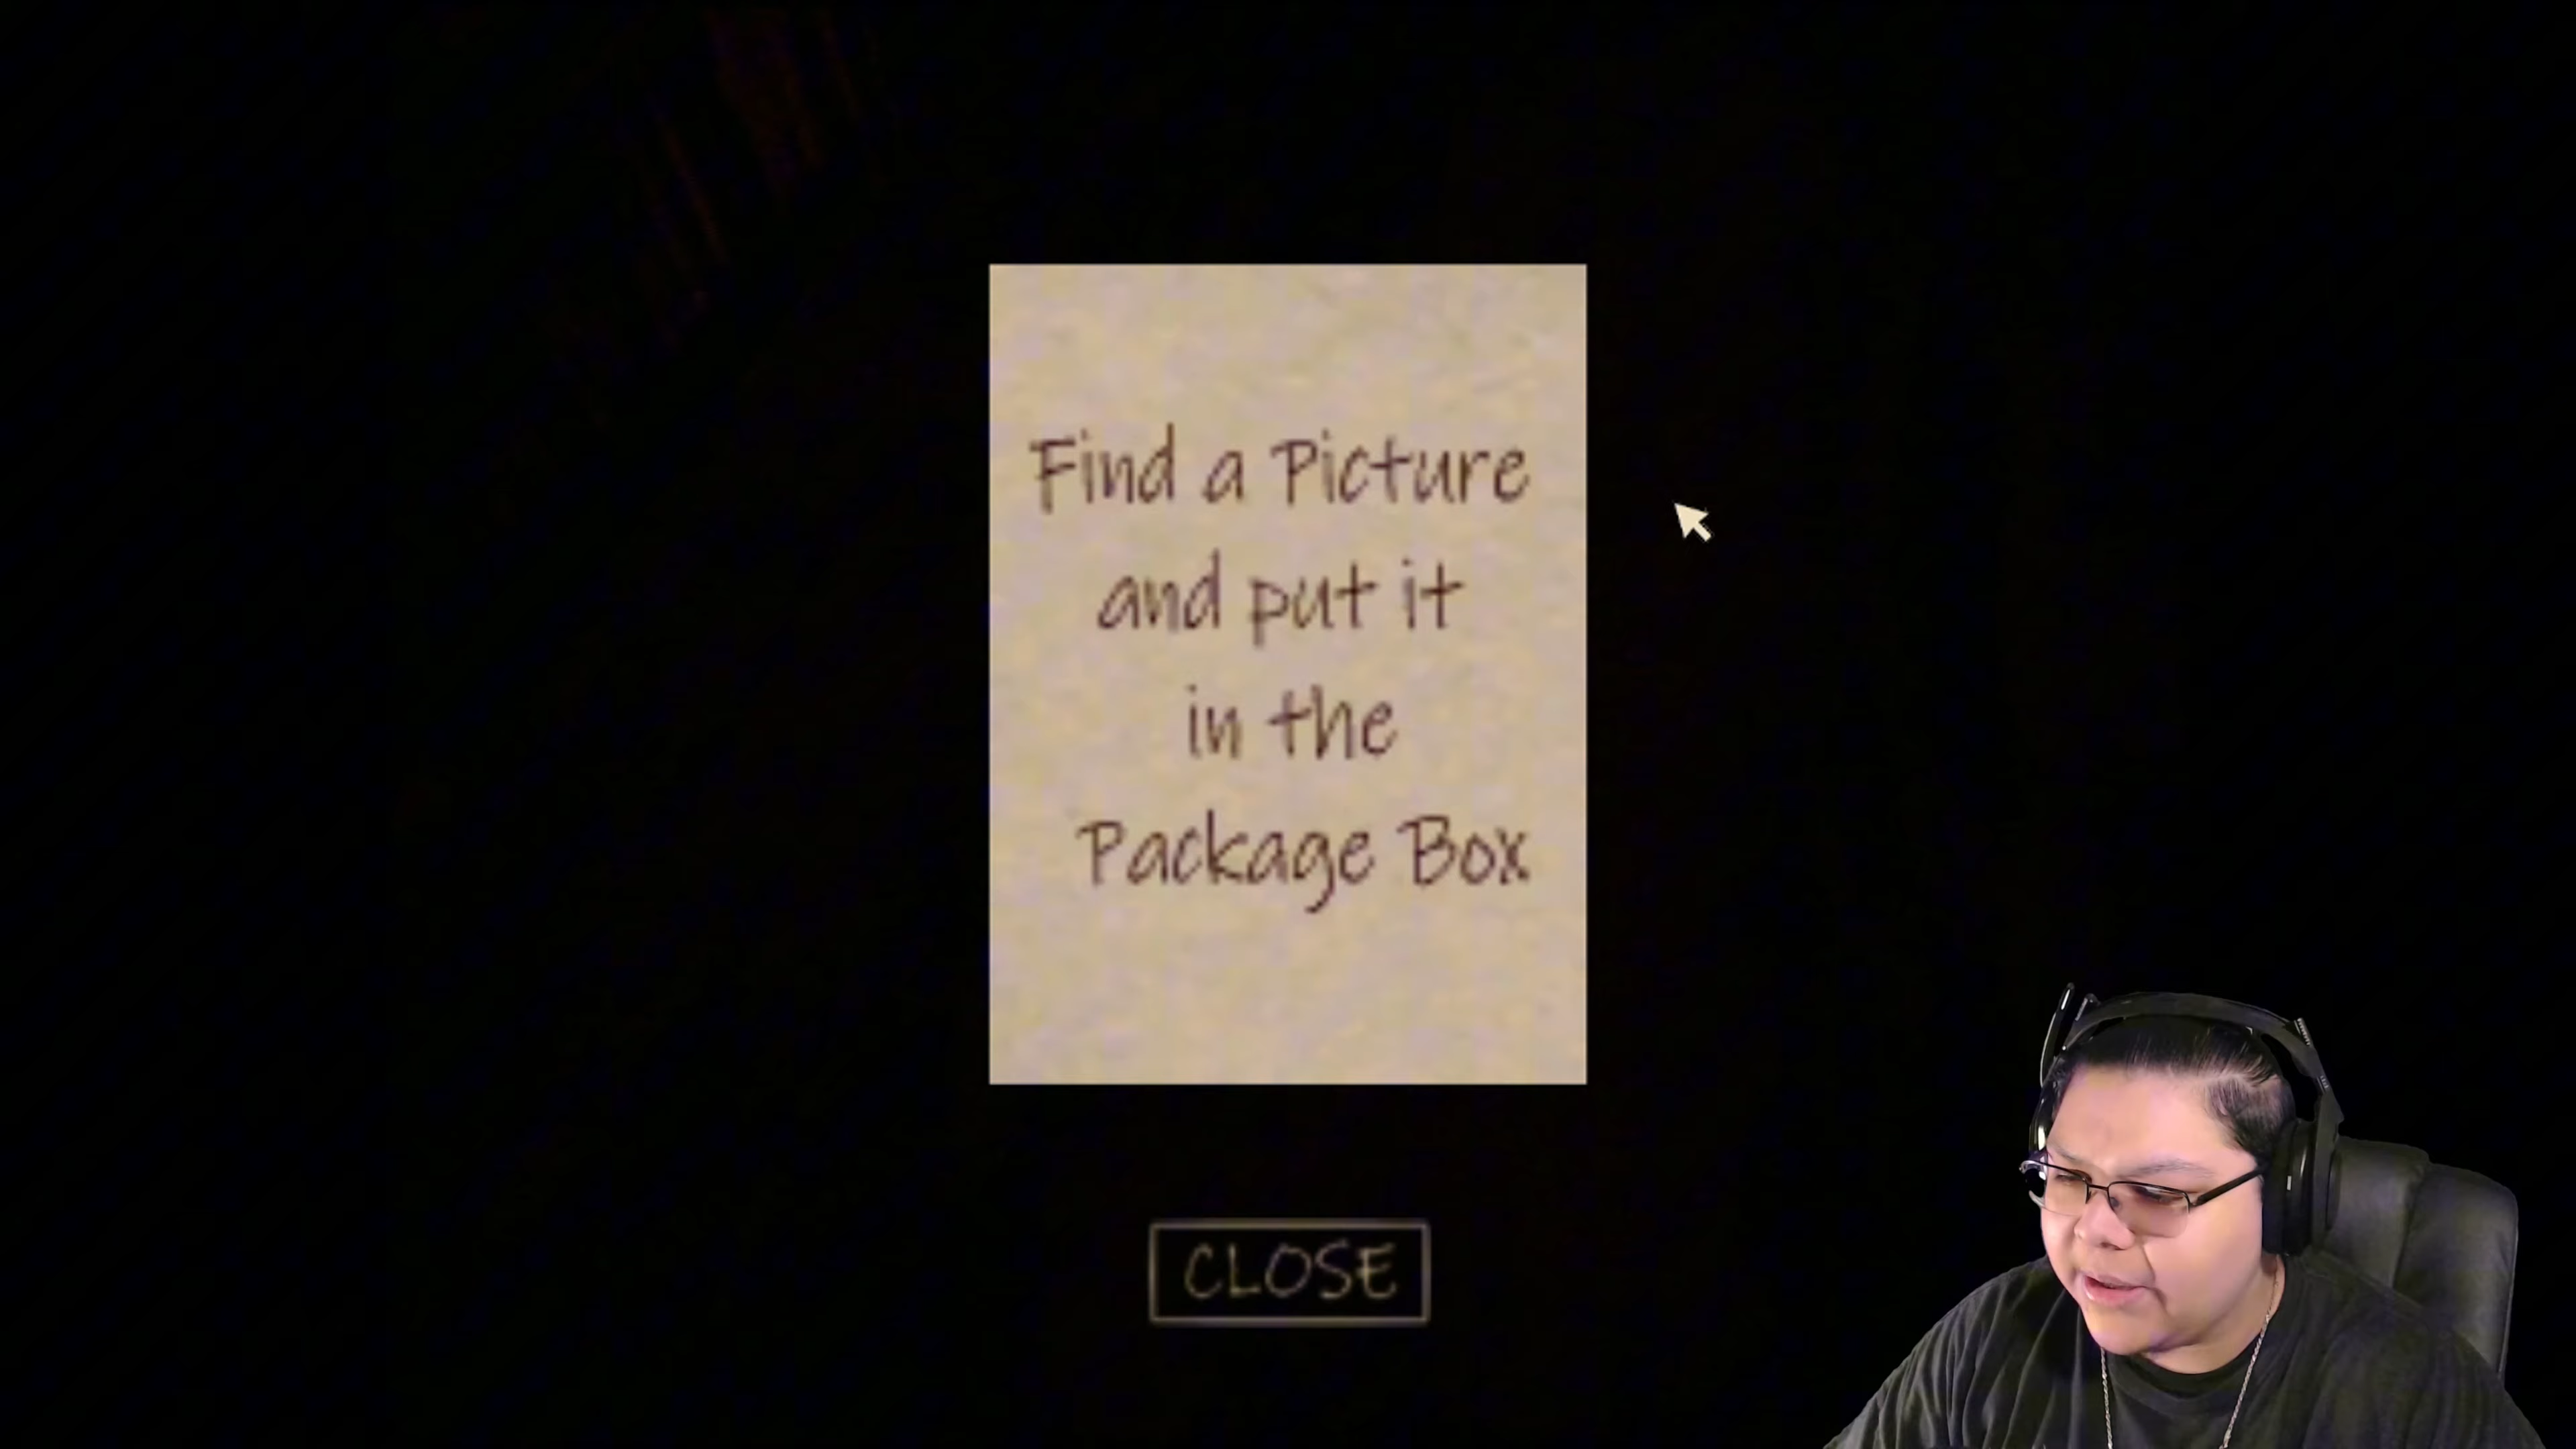 Find a Picture
and put it
in the
Package Box
CLOSE